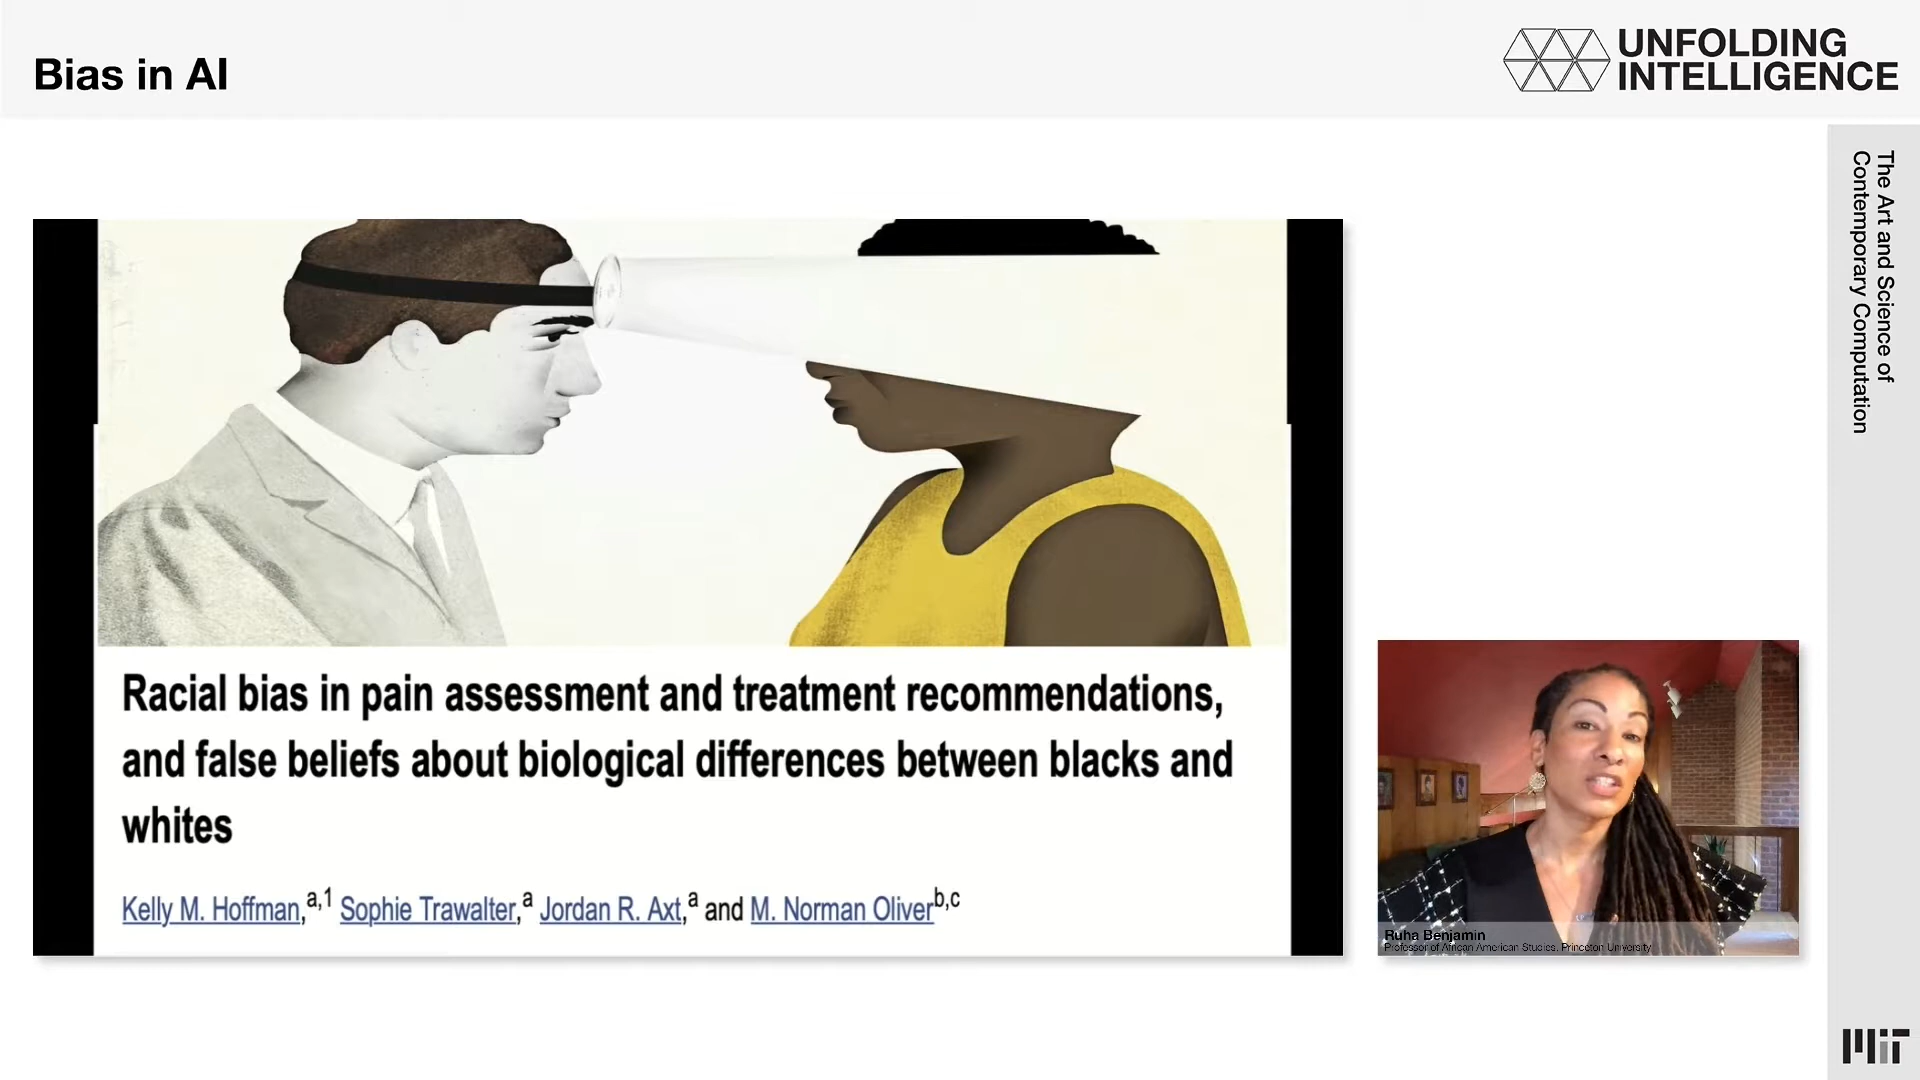 Bias in AI
UNFOLDING
INTELLIGENCE
The Art and Science of
Contemporary Computation
Racial bias in pain assessment and treatment recommendations,
and false beliefs about biological differences between blacks and
whites
Kelly M. Hoffman,a,1 Sophie Trawalter,a Jordan R. Axt,a and M. Norman Oliverb,c
Ruha Benjamin
Professor of African American Studies, Princeton University
MIT